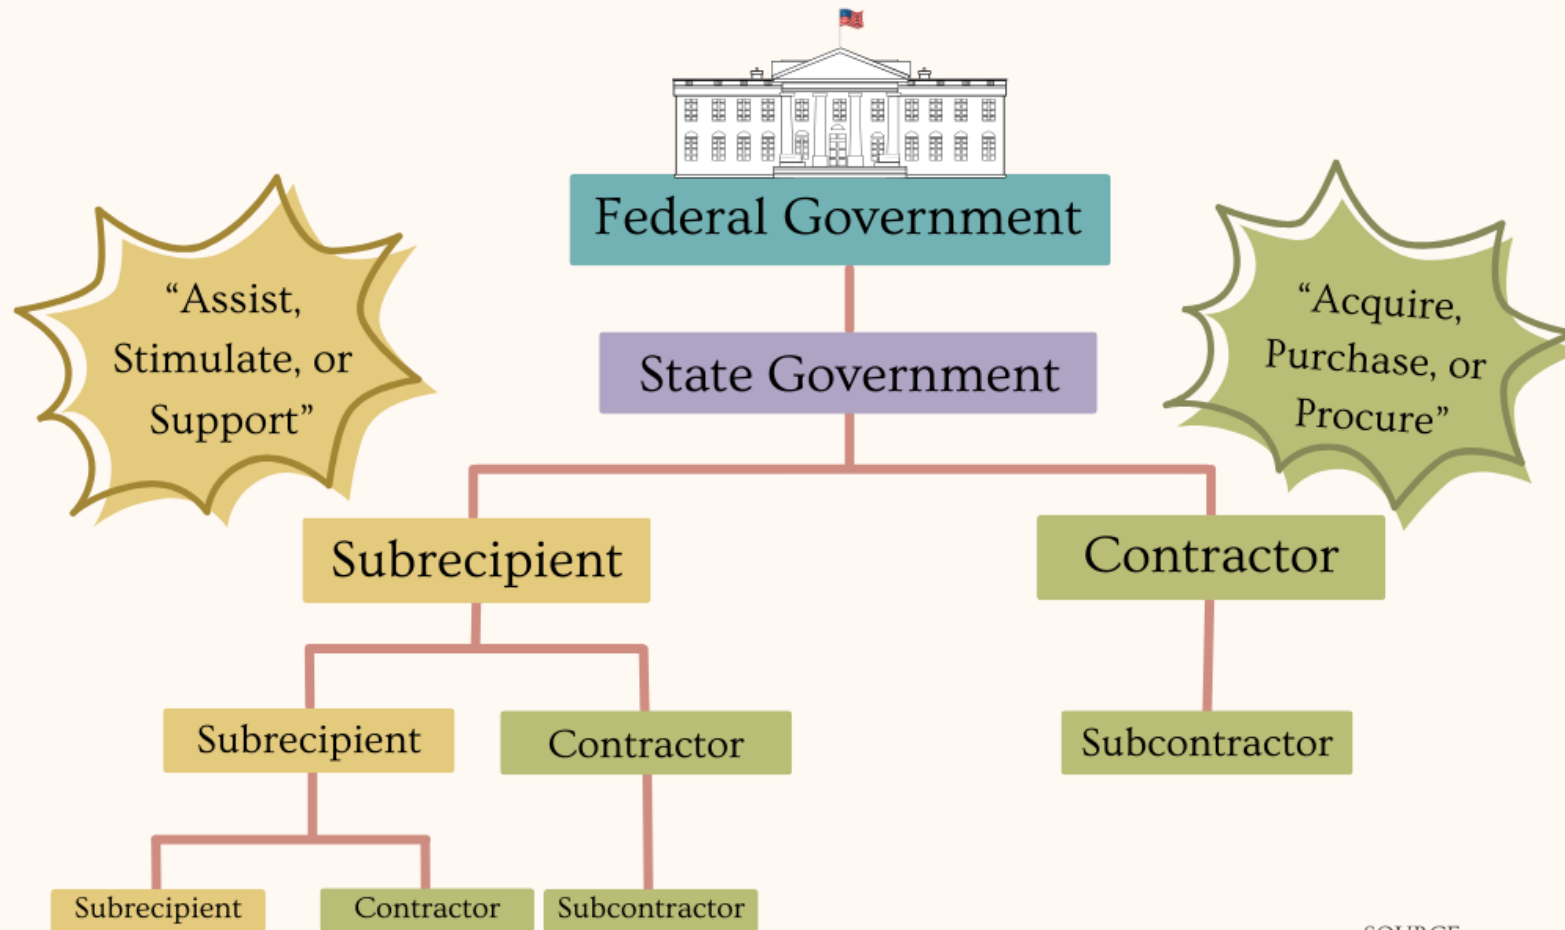 Federal Government
“Assist,
Stimulate, or
Support”
“Acquire,
Purchase, or
Procure”
State Government
Subrecipient
Contractor
Subrecipient
Contractor
Subcontractor
Subrecipient
Contractor
Subcontractor
SOURCE